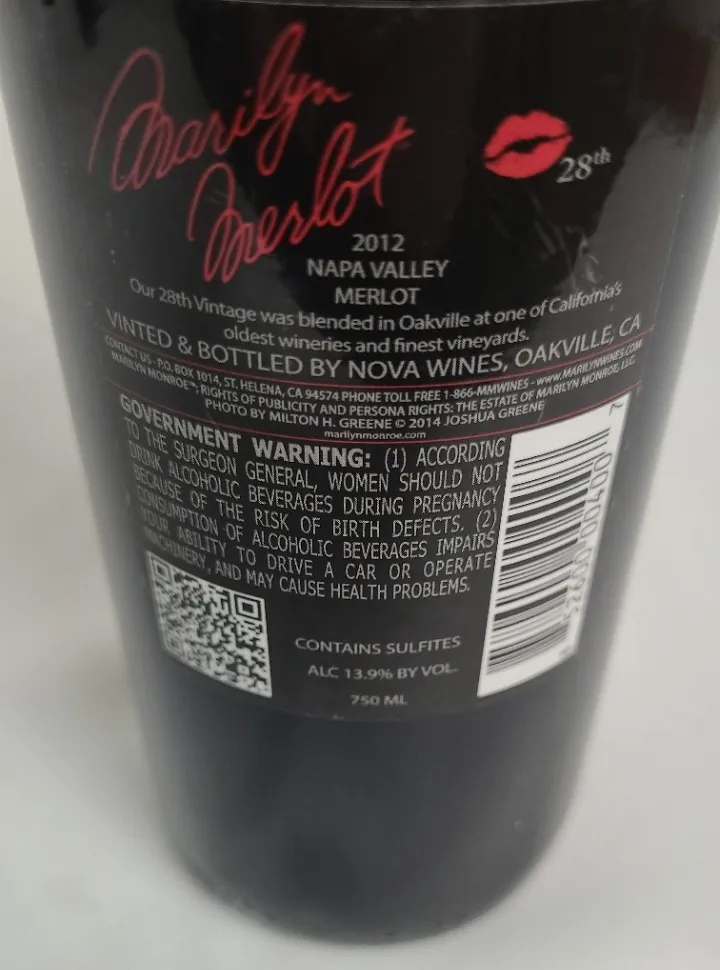 Marilyn
Merlot
28th
2012
NAPA VALLEY
MERLOT
Our 28th Vintage was blended in Oakville at one of California's
oldest wineries and finest vineyards.
VINTED & BOTTLED BY NOVA WINES, OAKVILLE, CA
CONTACT US - P.O. BOX 1014, ST. HELENA, CA 94574 PHONE TOLL FREE 1-866-MMWINES - www.MARILYNWINES.COM
MARILYN MONROE™; RIGHTS OF PUBLICITY AND PERSONA RIGHTS: THE ESTATE OF MARILYN MONROE, LLC.
PHOTO BY MILTON H. GREENE © 2014 JOSHUA GREENE
marilynmonroe.com
GOVERNMENT WARNING: (1) ACCORDING
TO THE SURGEON GENERAL, WOMEN SHOULD NOT
DRINK ALCOHOLIC BEVERAGES DURING PREGNANCY
BECAUSE OF THE RISK OF BIRTH DEFECTS. (2)
CONSUMPTION OF ALCOHOLIC BEVERAGES IMPAIRS
YOUR ABILITY TO DRIVE A CAR OR OPERATE
MACHINERY, AND MAY CAUSE HEALTH PROBLEMS.
CONTAINS SULFITES
ALC 13.9% BY VOL.
750 ML